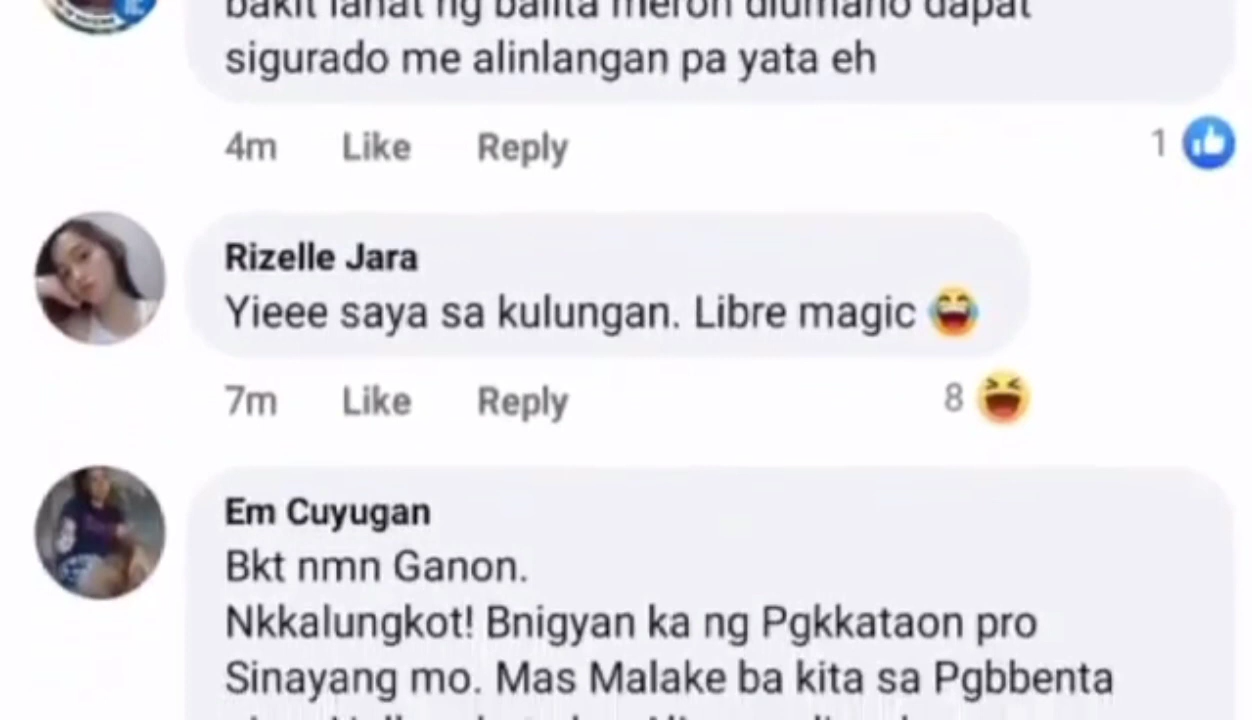 bakit lahat ng balita meron diumano dapat
sigurado me alinlangan pa yata eh
4m Like Reply 1
Rizelle Jara
Yieee saya sa kulungan. Libre magic 😂
7m Like Reply 8
Em Cuyugan
Bkt nmn Ganon.
Nkkalungkot! Bnigyan ka ng Pgkkataon pro
Sinayang mo. Mas Malake ba kita sa Pgbbenta